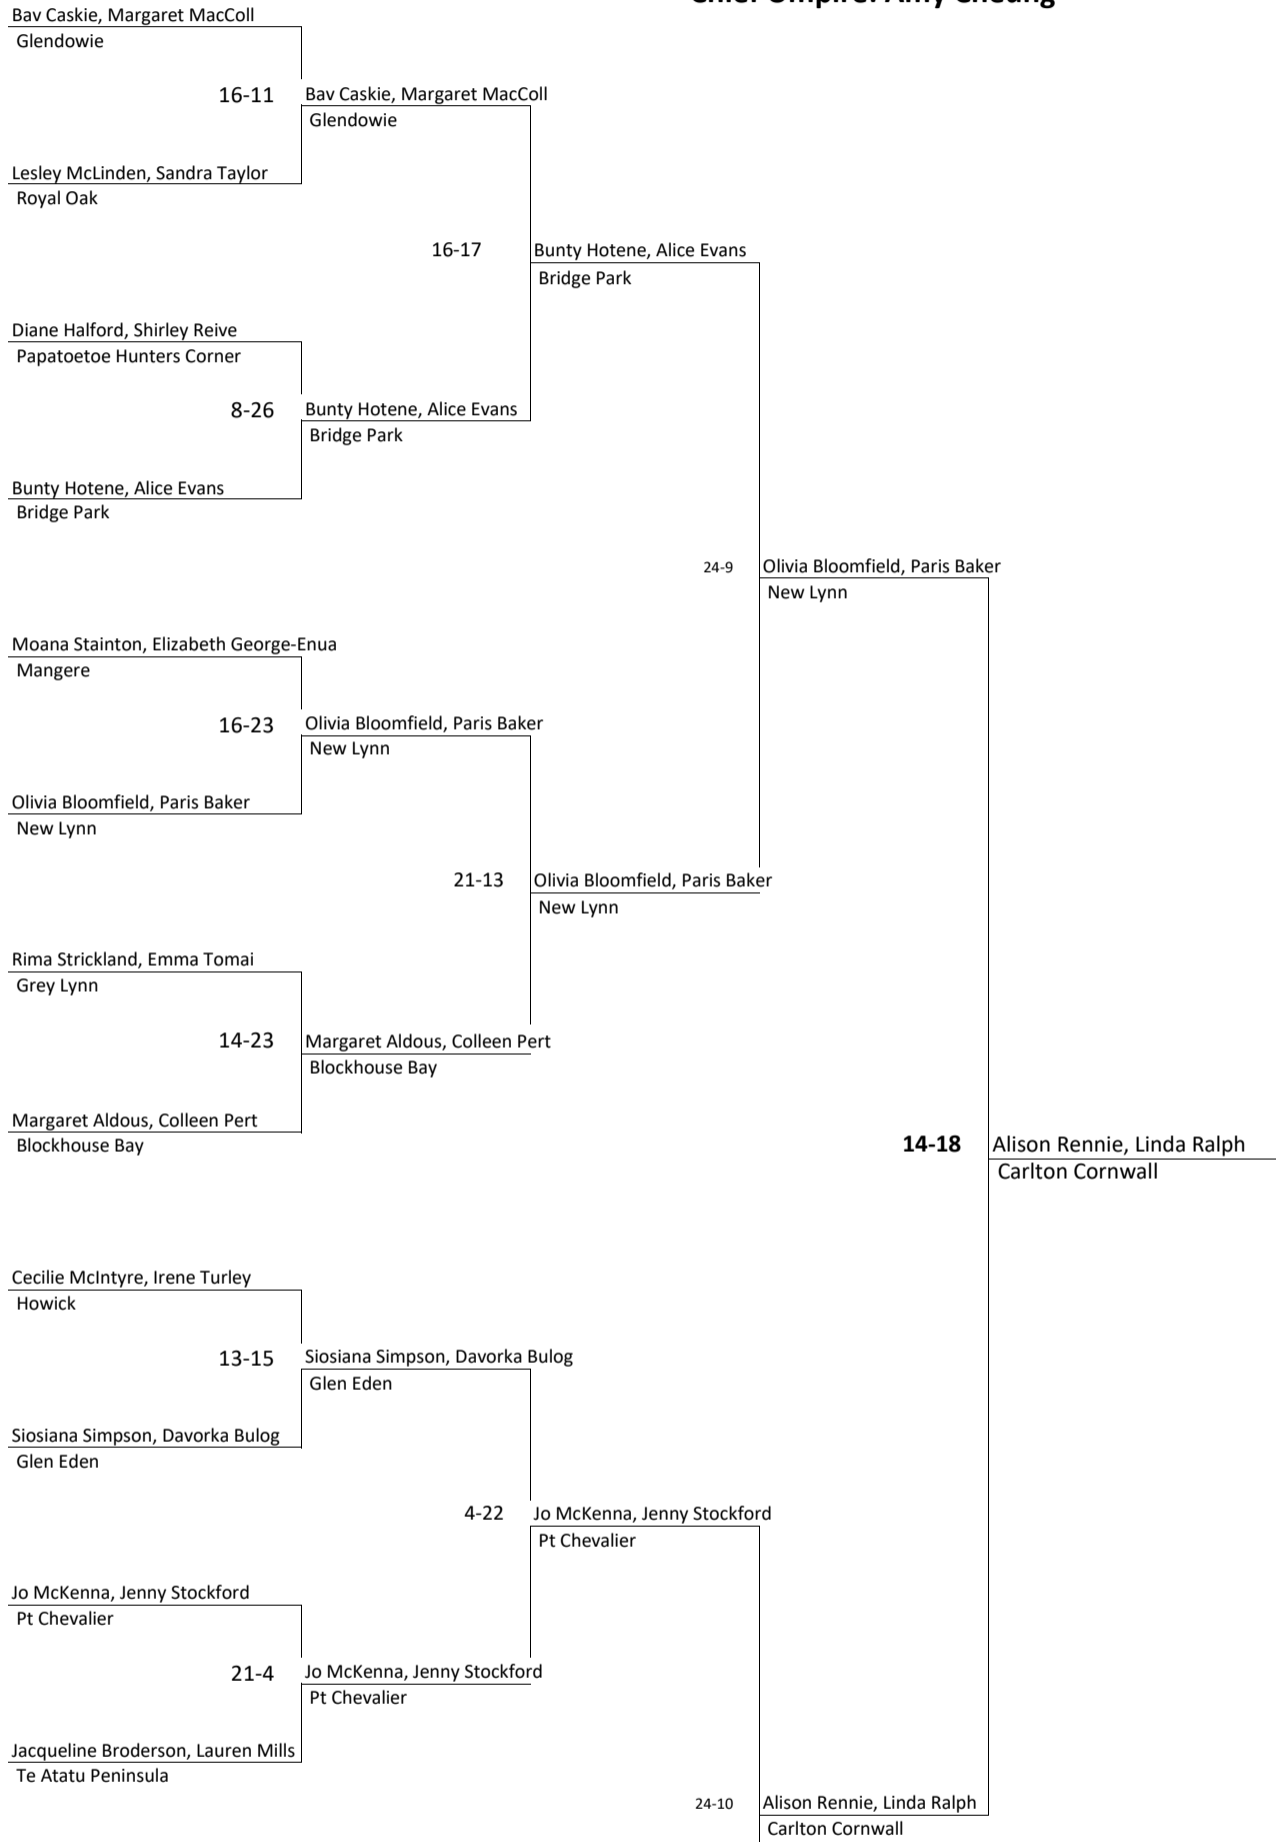 Chief Umpire: Amy Cheung
Bav Caskie, Margaret MacColl
Glendowie
16-11
Bav Caskie, Margaret MacColl
Glendowie
Lesley McLinden, Sandra Taylor
Royal Oak
16-17
Bunty Hotene, Alice Evans
Bridge Park
Diane Halford, Shirley Reive
Papatoetoe Hunters Corner
8-26
Bunty Hotene, Alice Evans
Bridge Park
Bunty Hotene, Alice Evans
Bridge Park
24-9
Olivia Bloomfield, Paris Baker
New Lynn
Moana Stainton, Elizabeth George-Enua
Mangere
16-23
Olivia Bloomfield, Paris Baker
New Lynn
Olivia Bloomfield, Paris Baker
New Lynn
21-13
Olivia Bloomfield, Paris Baker
New Lynn
Rima Strickland, Emma Tomai
Grey Lynn
14-23
Margaret Aldous, Colleen Pert
Blockhouse Bay
Margaret Aldous, Colleen Pert
Blockhouse Bay
14-18
Alison Rennie, Linda Ralph
Carlton Cornwall
Cecilie McIntyre, Irene Turley
Howick
13-15
Siosiana Simpson, Davorka Bulog
Glen Eden
Siosiana Simpson, Davorka Bulog
Glen Eden
4-22
Jo McKenna, Jenny Stockford
Pt Chevalier
Jo McKenna, Jenny Stockford
Pt Chevalier
21-4
Jo McKenna, Jenny Stockford
Pt Chevalier
Jacqueline Broderson, Lauren Mills
Te Atatu Peninsula
24-10
Alison Rennie, Linda Ralph
Carlton Cornwall